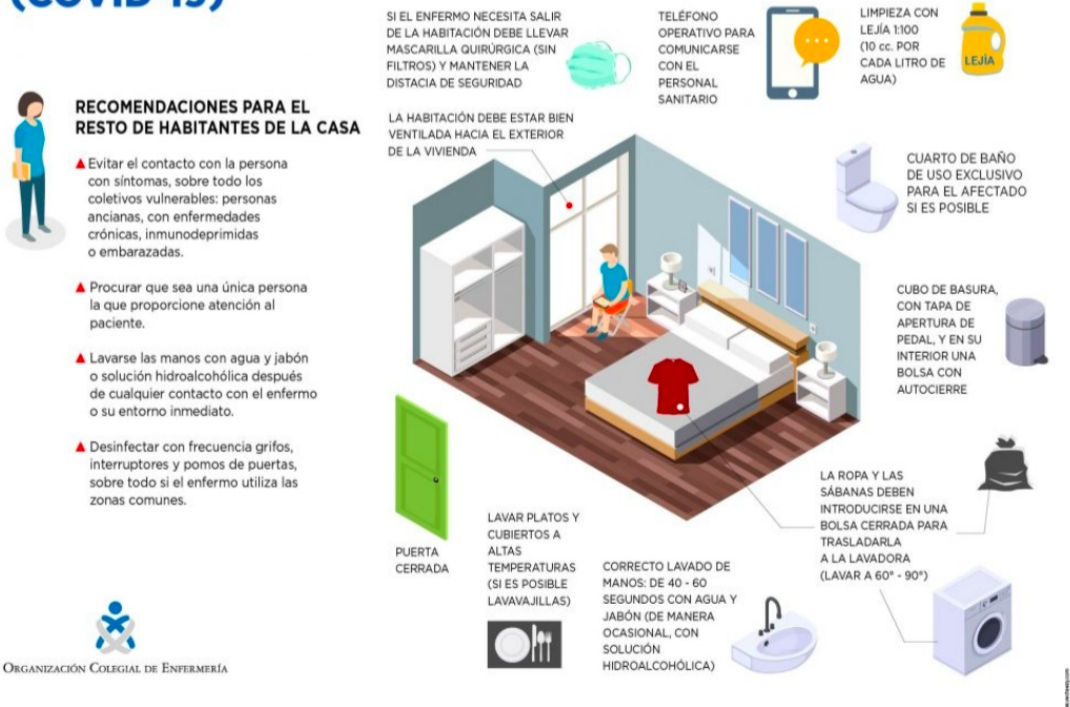 (COVID-19)
RECOMENDACIONES PARA EL
RESTO DE HABITANTES DE LA CASA
Evitar el contacto con la persona
con síntomas, sobre todo los
coletivos vulnerables: personas
ancianas, con enfermedades
crónicas, inmunodeprimidas
o embarazadas.
Procurar que sea una única persona
la que proporcione atención al
paciente.
Lavarse las manos con agua y jabón
o solución hidroalcohólica después
de cualquier contacto con el enfermo
o su entorno inmediato.
Desinfectar con frecuencia grifos,
interruptores y pomos de puertas,
sobre todo si el enfermo utiliza las
zonas comunes.
ORGANIZACIÓN COLEGIAL DE ENFERMERÍA
SI EL ENFERMO NECESITA SALIR
DE LA HABITACIÓN DEBE LLEVAR
MASCARILLA QUIRÚRGICA (SIN
FILTROS) Y MANTENER LA
DISTACIA DE SEGURIDAD
TELÉFONO
OPERATIVO PARA
COMUNICARSE
CON EL
PERSONAL
SANITARIO
LIMPIEZA CON
LEJÍA 1:100
(10 cc. POR
CADA LITRO DE
AGUA)
LEJÍA
LA HABITACIÓN DEBE ESTAR BIEN
VENTILADA HACIA EL EXTERIOR
DE LA VIVIENDA
CUARTO DE BAÑO
DE USO EXCLUSIVO
PARA EL AFECTADO
SI ES POSIBLE
CUBO DE BASURA,
CON TAPA DE
APERTURA DE
PEDAL, Y EN SU
INTERIOR UNA
BOLSA CON
AUTOCIERRE
LA ROPA Y LAS
SÁBANAS DEBEN
INTRODUCIRSE EN UNA
BOLSA CERRADA PARA
TRASLADARLA
A LA LAVADORA
(LAVAR A 60° - 90°)
PUERTA
CERRADA
LAVAR PLATOS Y
CUBIERTOS A
ALTAS
TEMPERATURAS
(SI ES POSIBLE
LAVAVAJILLAS)
CORRECTO LAVADO DE
MANOS: DE 40 - 60
SEGUNDOS CON AGUA Y
JABÓN (DE MANERA
OCASIONAL, CON
SOLUCIÓN
HIDROALCOHÓLICA)